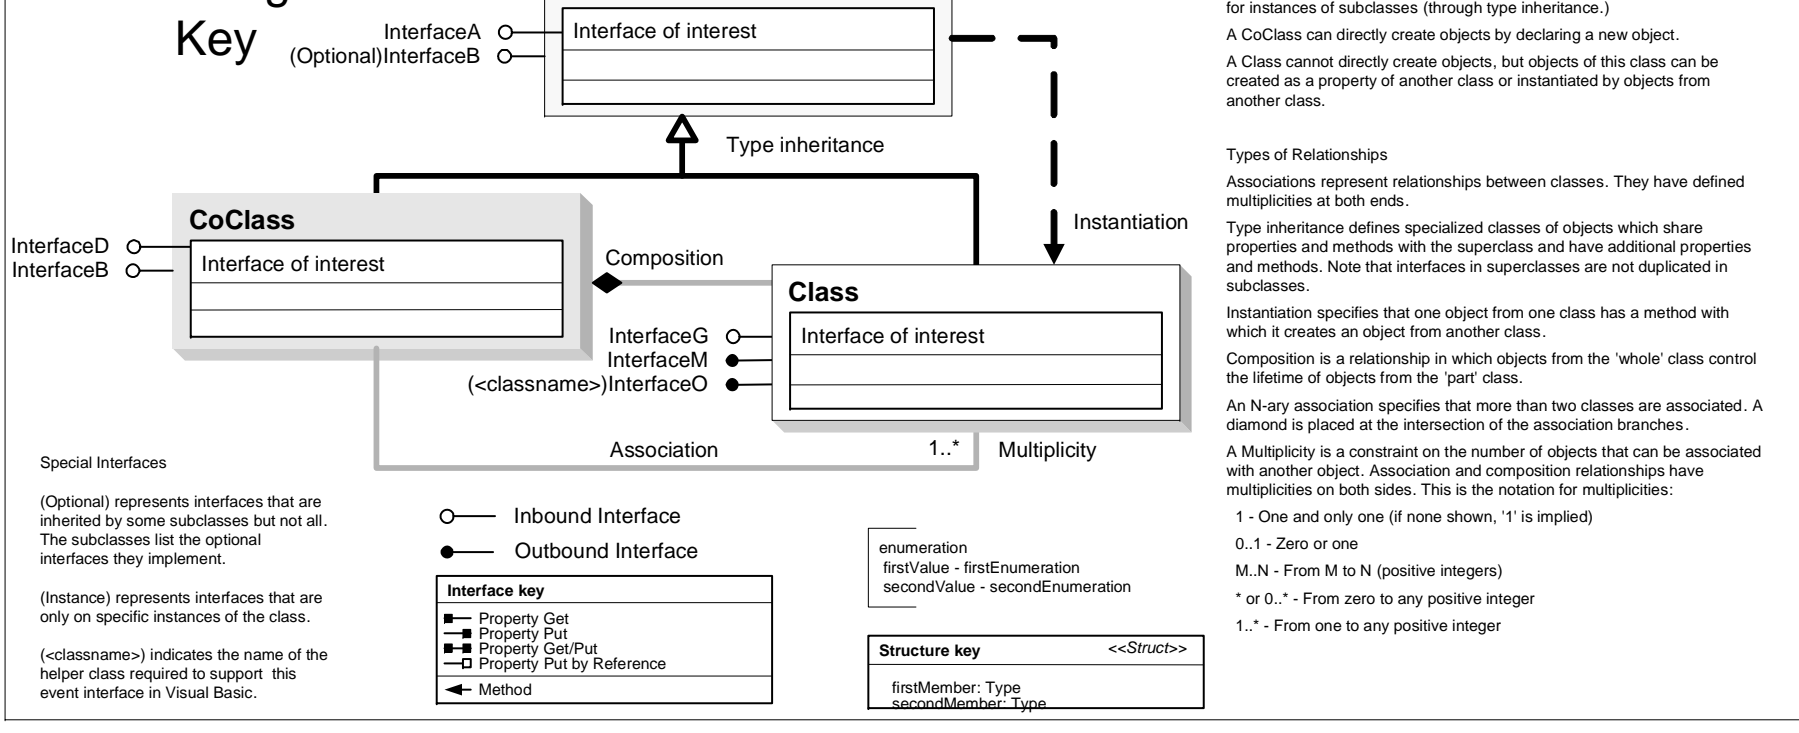 Key
InterfaceA
(Optional)InterfaceB
Interface of interest
Type inheritance
CoClass
InterfaceD
InterfaceB
Interface of interest
Composition
Instantiation
Class
InterfaceG
InterfaceM
(<classname>)InterfaceO
Interface of interest
Association
1..*
Multiplicity
Special Interfaces
(Optional) represents interfaces that are
inherited by some subclasses but not all.
The subclasses list the optional
interfaces they implement.
(Instance) represents interfaces that are
only on specific instances of the class.
(<classname>) indicates the name of the
helper class required to support this
event interface in Visual Basic.
Inbound Interface
Outbound Interface
Interface key
Property Get
Property Put
Property Get/Put
Property Put by Reference
Method
enumeration
firstValue - firstEnumeration
secondValue - secondEnumeration
Structure key
<<Struct>>
firstMember: Type
secondMember: Type
for instances of subclasses (through type inheritance.)
A CoClass can directly create objects by declaring a new object.
A Class cannot directly create objects, but objects of this class can be
created as a property of another class or instantiated by objects from
another class.
Types of Relationships
Associations represent relationships between classes. They have defined
multiplicities at both ends.
Type inheritance defines specialized classes of objects which share
properties and methods with the superclass and have additional properties
and methods. Note that interfaces in superclasses are not duplicated in
subclasses.
Instantiation specifies that one object from one class has a method with
which it creates an object from another class.
Composition is a relationship in which objects from the 'whole' class control
the lifetime of objects from the 'part' class.
An N-ary association specifies that more than two classes are associated. A
diamond is placed at the intersection of the association branches.
A Multiplicity is a constraint on the number of objects that can be associated
with another object. Association and composition relationships have
multiplicities on both sides. This is the notation for multiplicities:
1 - One and only one (if none shown, '1' is implied)
0..1 - Zero or one
M..N - From M to N (positive integers)
* or 0..* - From zero to any positive integer
1..* - From one to any positive integer